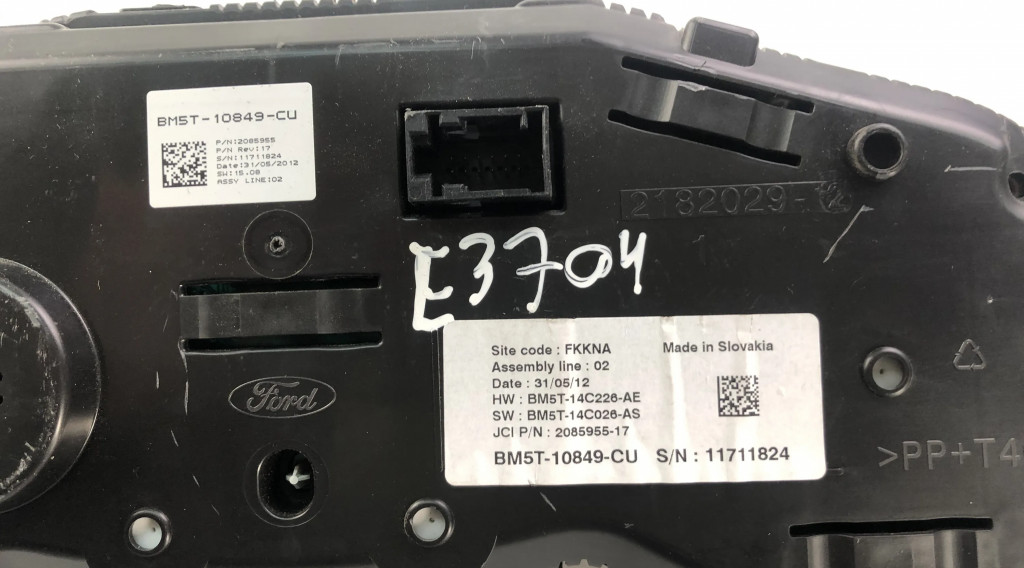 BM5T-10849-CU
P/N:2085955
P/N Rev:17
S/N:11711824
Date:31/05/2012
SW:15.08
ASSY LINE:02
2182029-12
E3704
Site code : FKKNA Made in Slovakia
Assembly line : 02
Date : 31/05/12
HW : BM5T-14C226-AE
SW : BM5T-14C026-AS
JCI P/N : 2085955-17
BM5T-10849-CU S/N : 11711824
Ford
>PP+T4